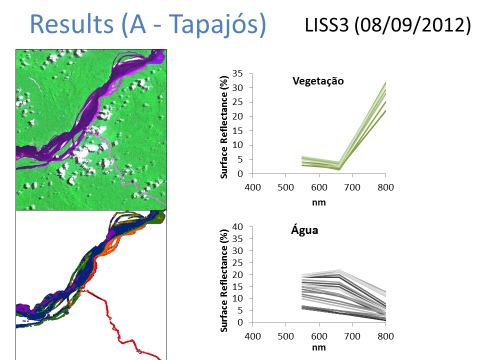 Results (A - Tapajós)
LISS3 (08/09/2012)
Vegetação
Surface Reflectance (%)
35
30
25
20
15
10
5
0
400 500 600 700 800
nm
Água
Surface Reflectance (%)
40
35
30
25
20
15
10
5
0
400 500 600 700 800
nm